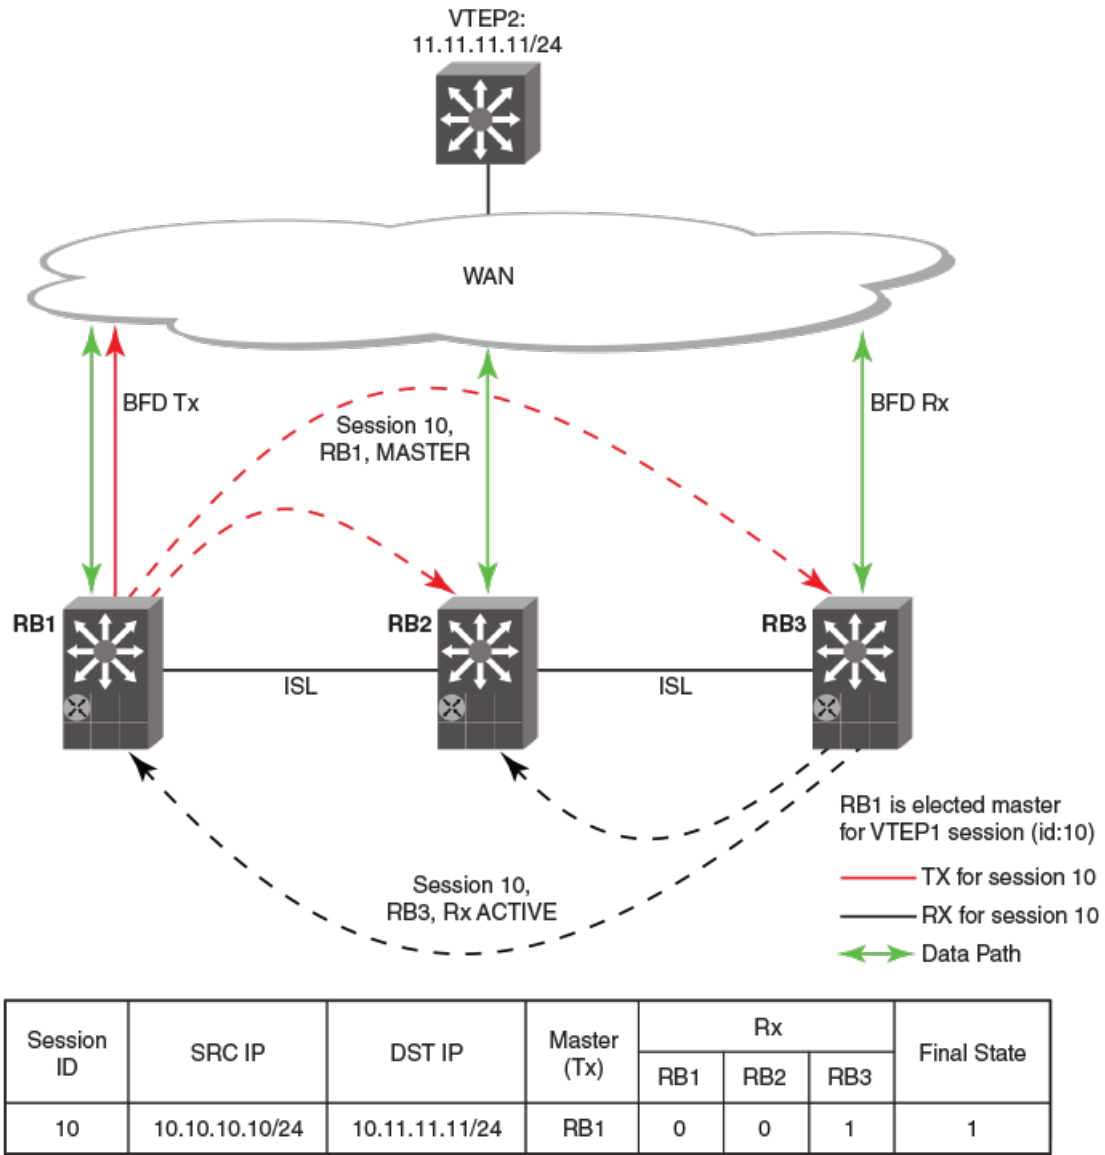 VTEP2:
11.11.11.11/24
WAN
BFD Tx
BFD Rx
Session 10,
RB1, MASTER
RB1
RB2
RB3
ISL
ISL
Session 10,
RB3, Rx ACTIVE
RB1 is elected master
for VTEP1 session (id:10)
TX for session 10
RX for session 10
Data Path
Session ID SRC IP DST IP Master (Tx) Rx Final State
RB1 RB2 RB3
10 10.10.10.10/24 10.11.11.11/24 RB1 0 0 1 1